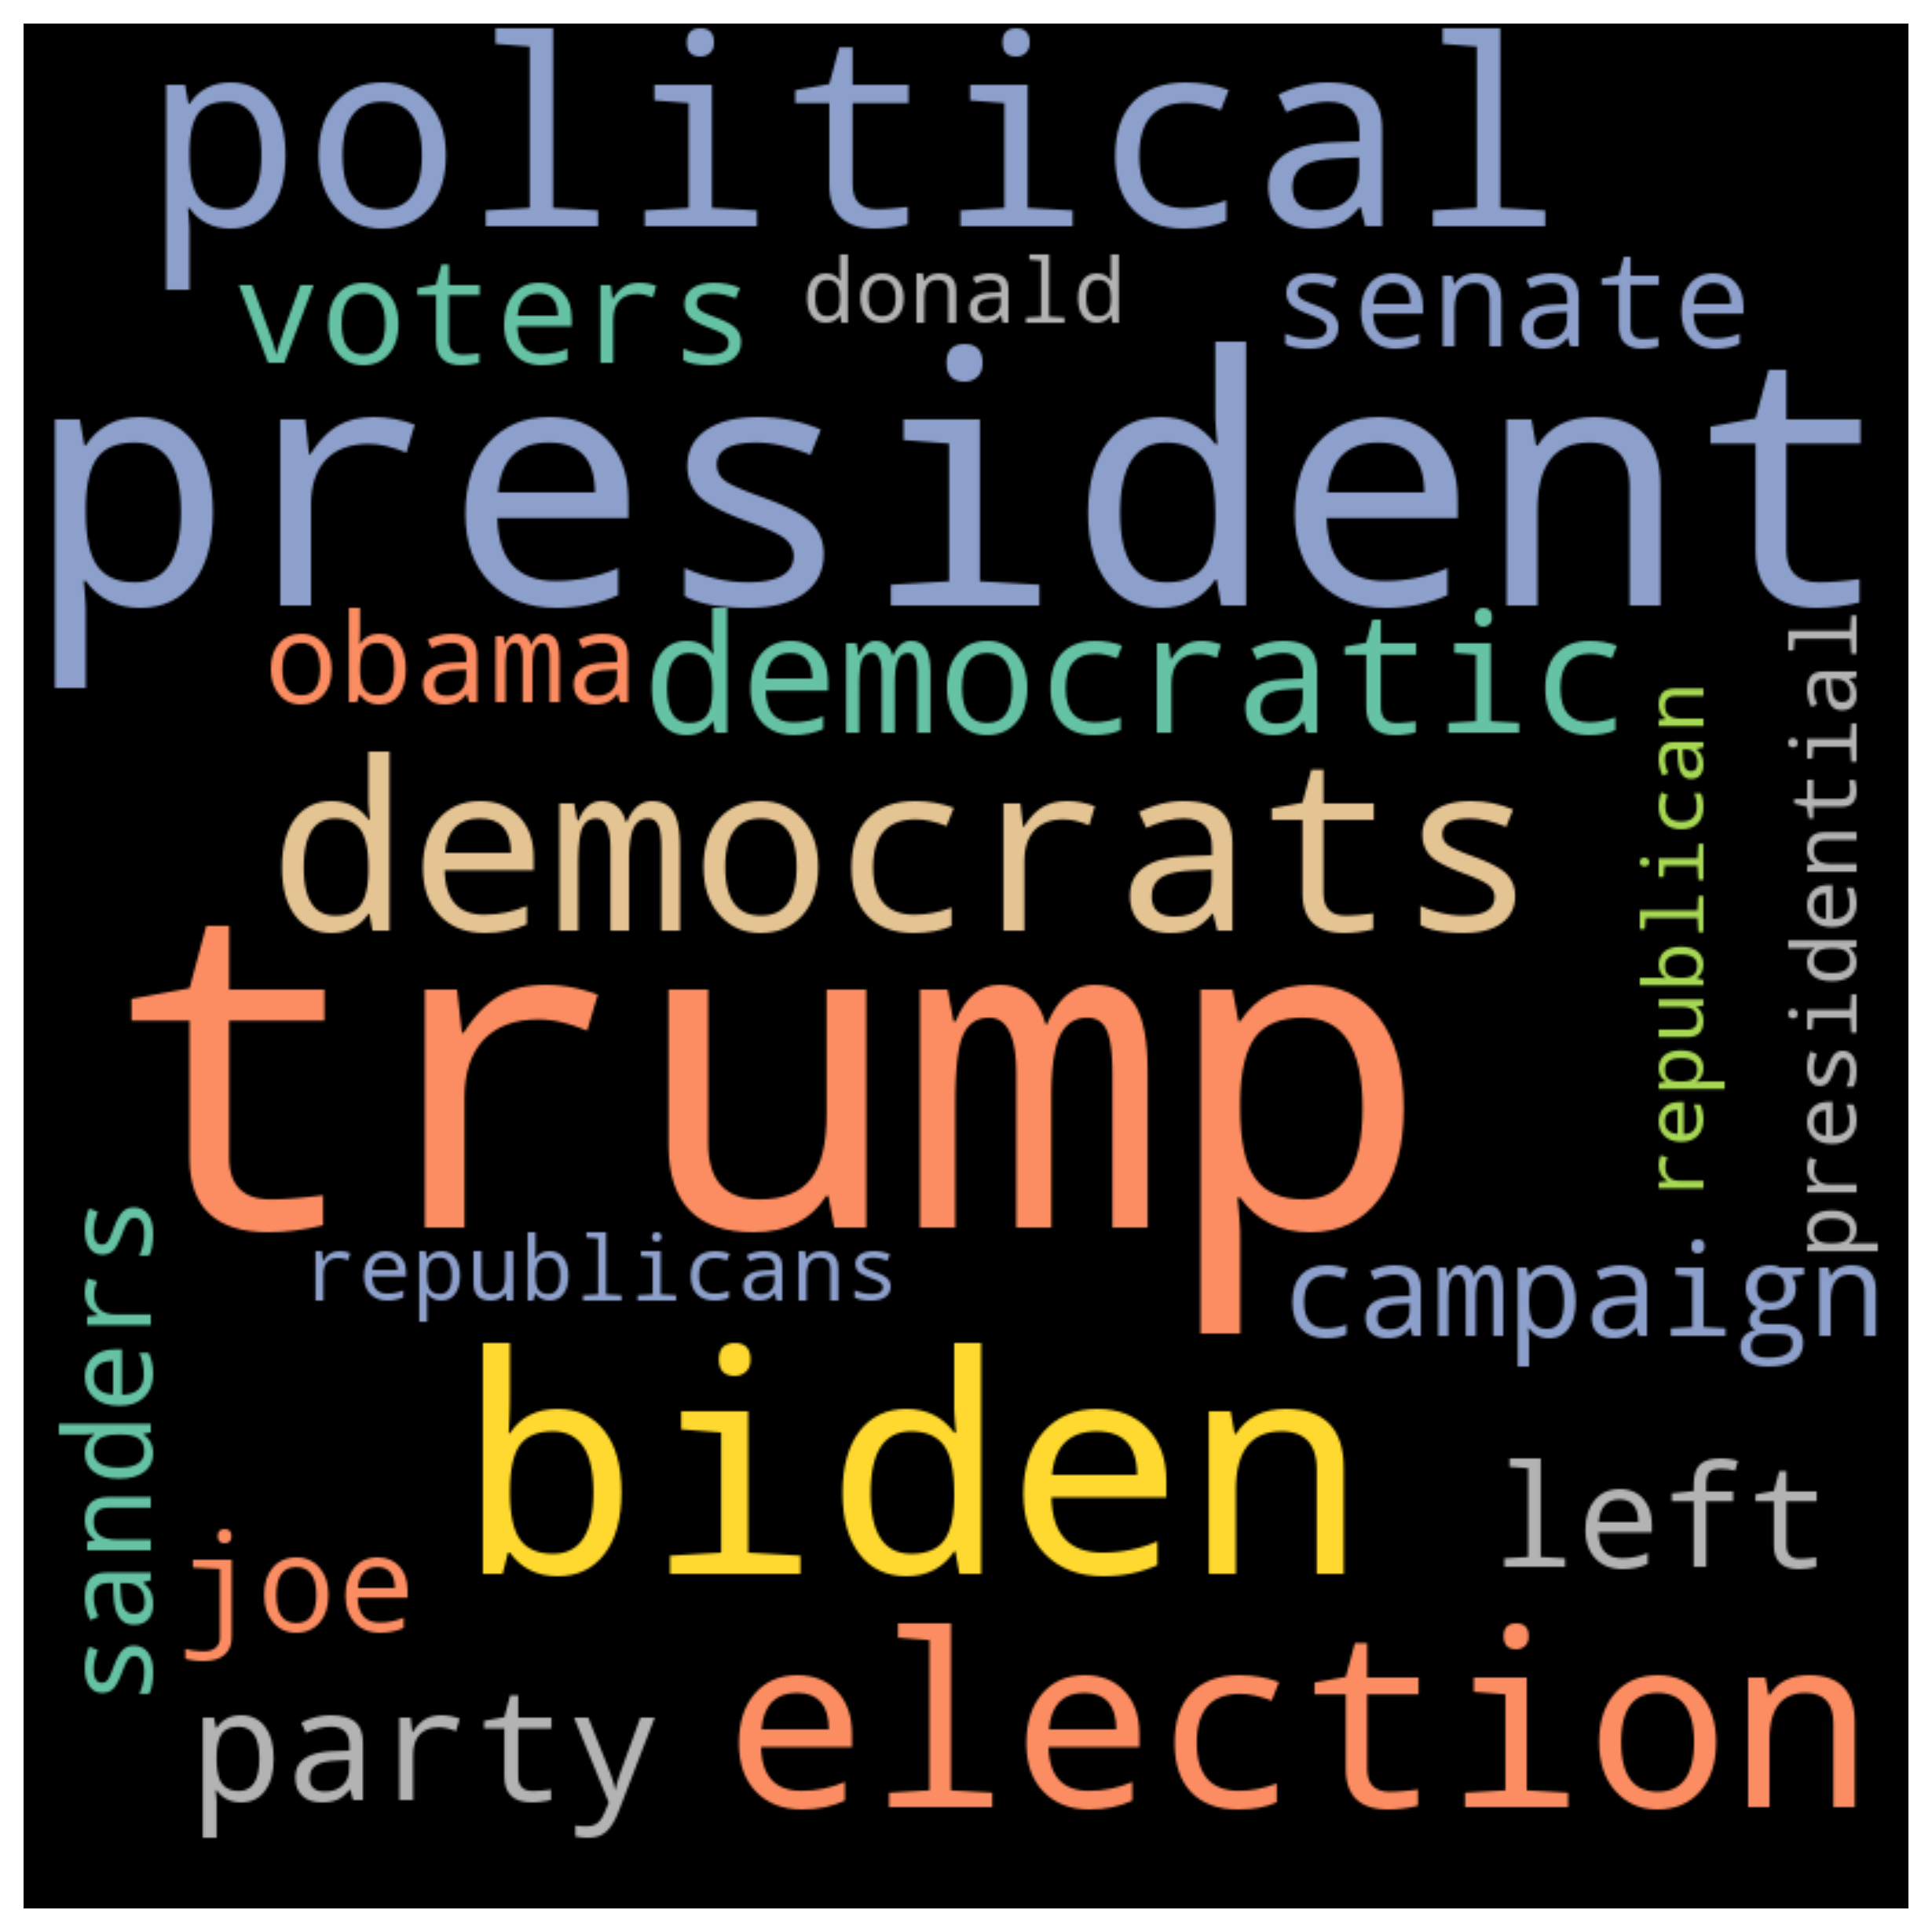 political
voters donald senate
president
obama democratic
democrats
republican
presidential
trump
sanders
republicans campaign
biden
left
joe
election
party